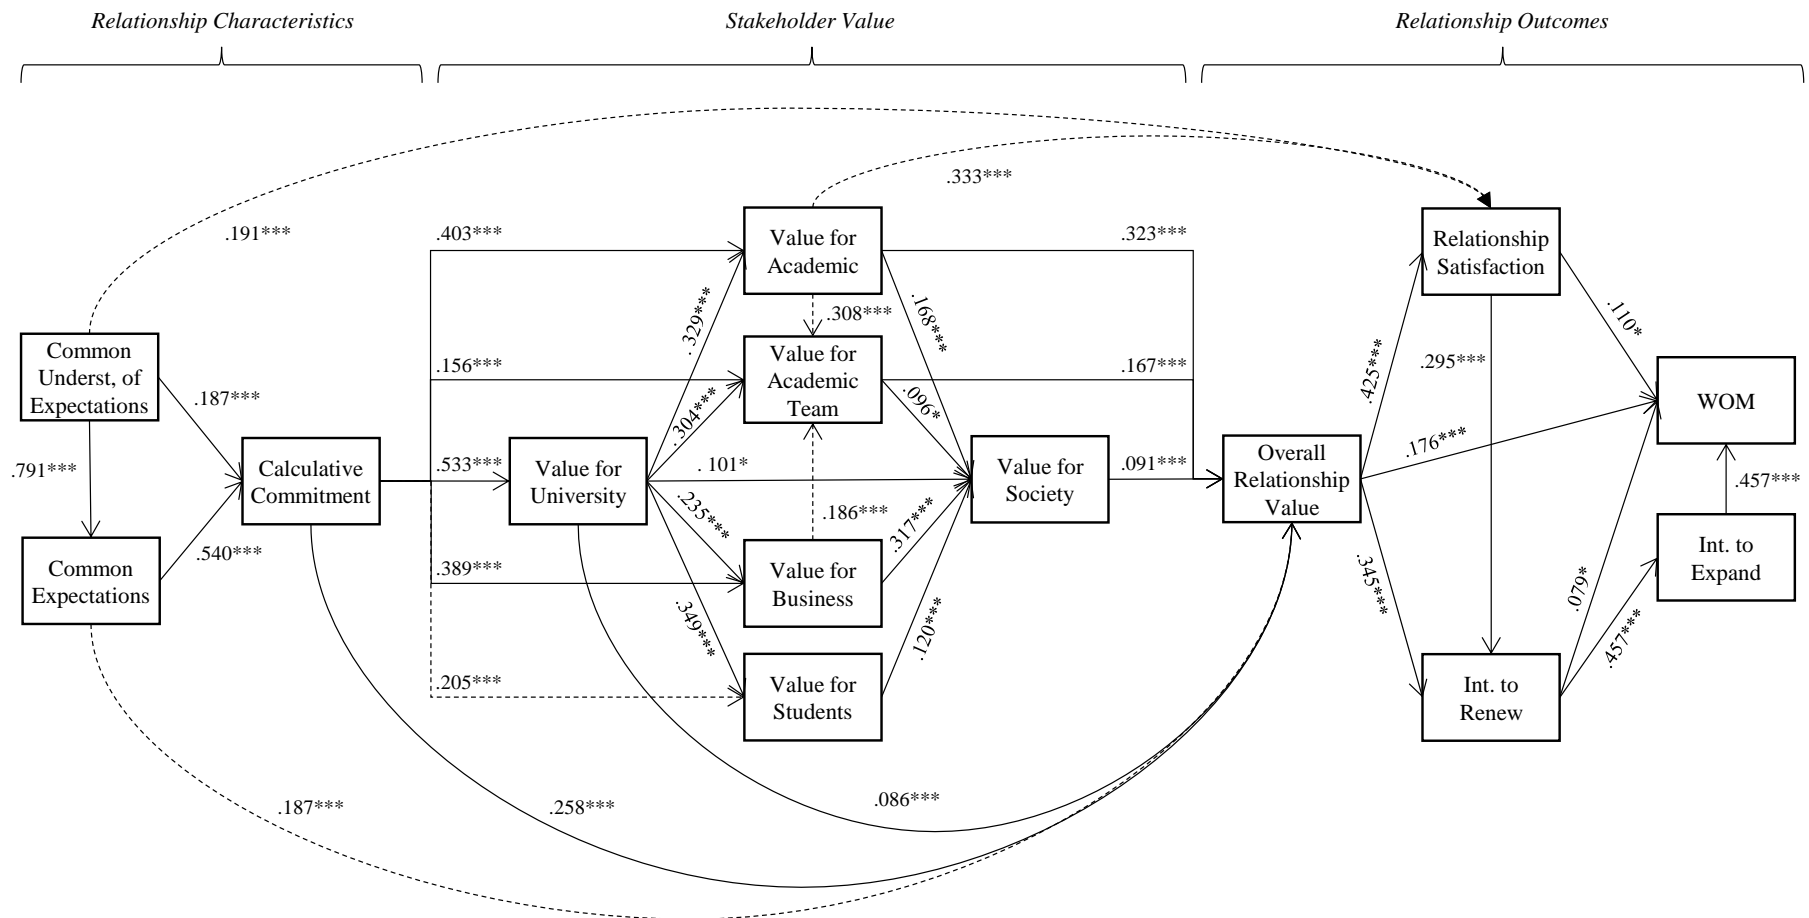 Relationship Characteristics
Stakeholder Value
Relationship Outcomes
.333***
.191***
.403***
Value for
Academic
.323***
Relationship
Satisfaction
.329***
.308***
.168***
.110*
Common
Underst, of
Expectations
.156***
Value for
Academic
Team
.167***
.425***
.295***
WOM
.187***
.304***
.096*
.176***
.791***
Calculative
Commitment
.533***
Value for
University
. 101*
Value for
Society
.091***
Overall
Relationship
Value
.457***
.235***
.186***
.317***
.540***
Common
Expectations
.389***
Value for
Business
.345***
.079*
Int. to
Expand
.349***
.120***
.457***
.205***
Value for
Students
Int. to
Renew
.187***
.258***
.086***